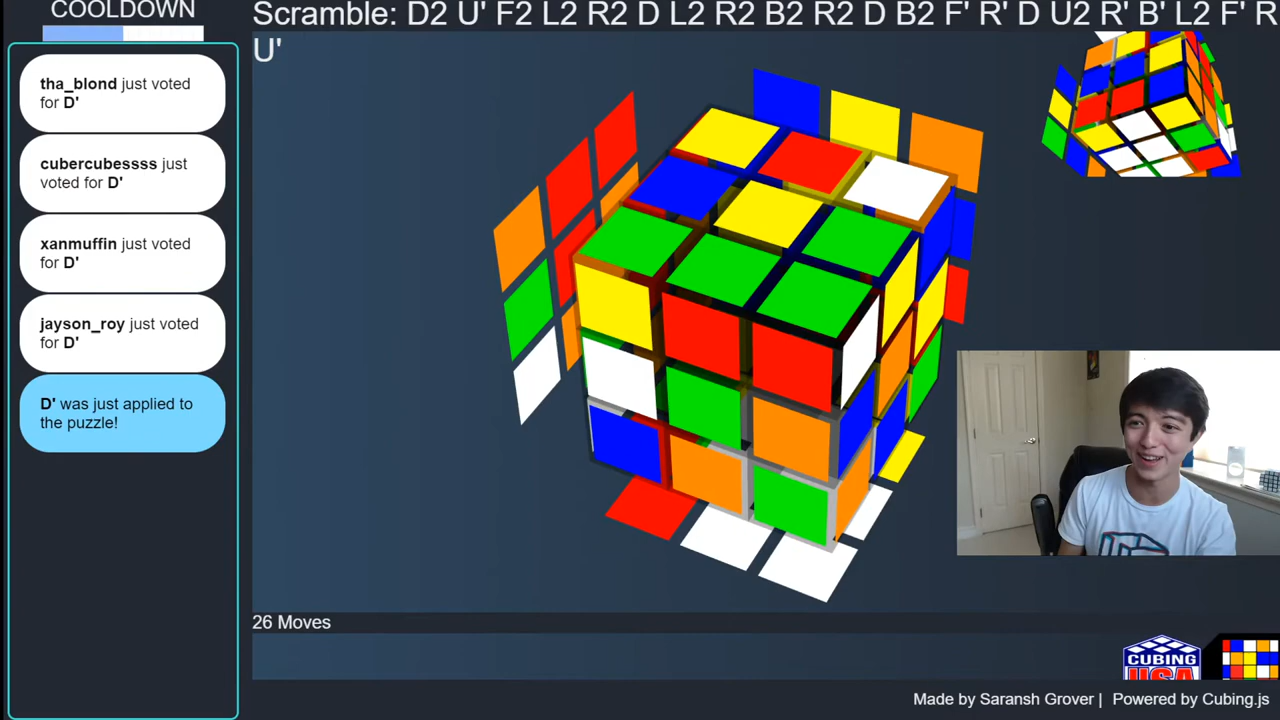 COOLDOWN
Scramble: D2 U' F2 L2 R2 D L2 R2 B2 R2 D B2 F' R' D U2 R' B' L2 F' R
U'
tha_blond just voted
for D'
cubercubessss just
voted for D'
xanmuffin just voted
for D'
jayson_roy just voted
for D'
D' was just applied to
the puzzle!
26 Moves
CUBING
USA
Made by Saransh Grover | Powered by Cubing.js